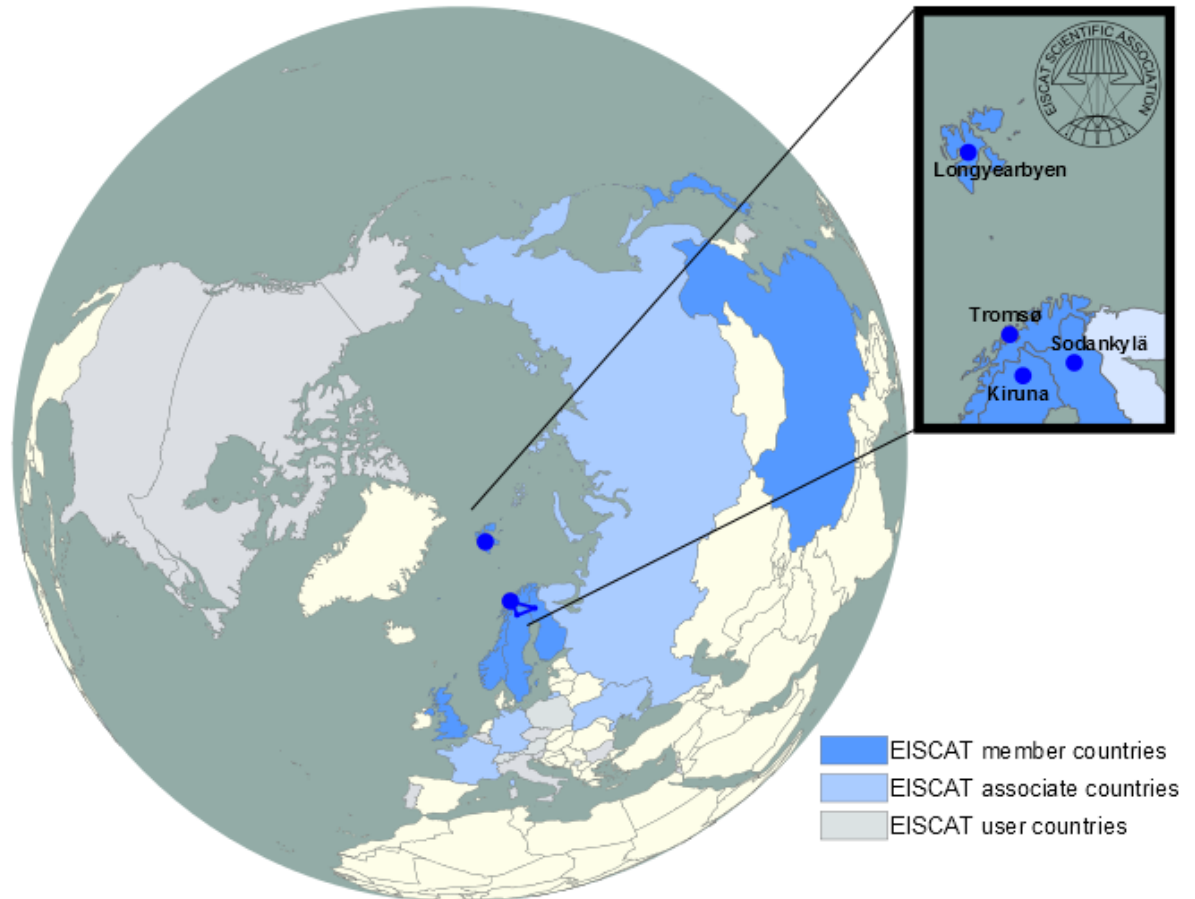 EISCAT SCIENTIFIC ASSOCIATION
Longyearbyen
Tromsø
Sodankylä
Kiruna
EISCAT member countries
EISCAT associate countries
EISCAT user countries